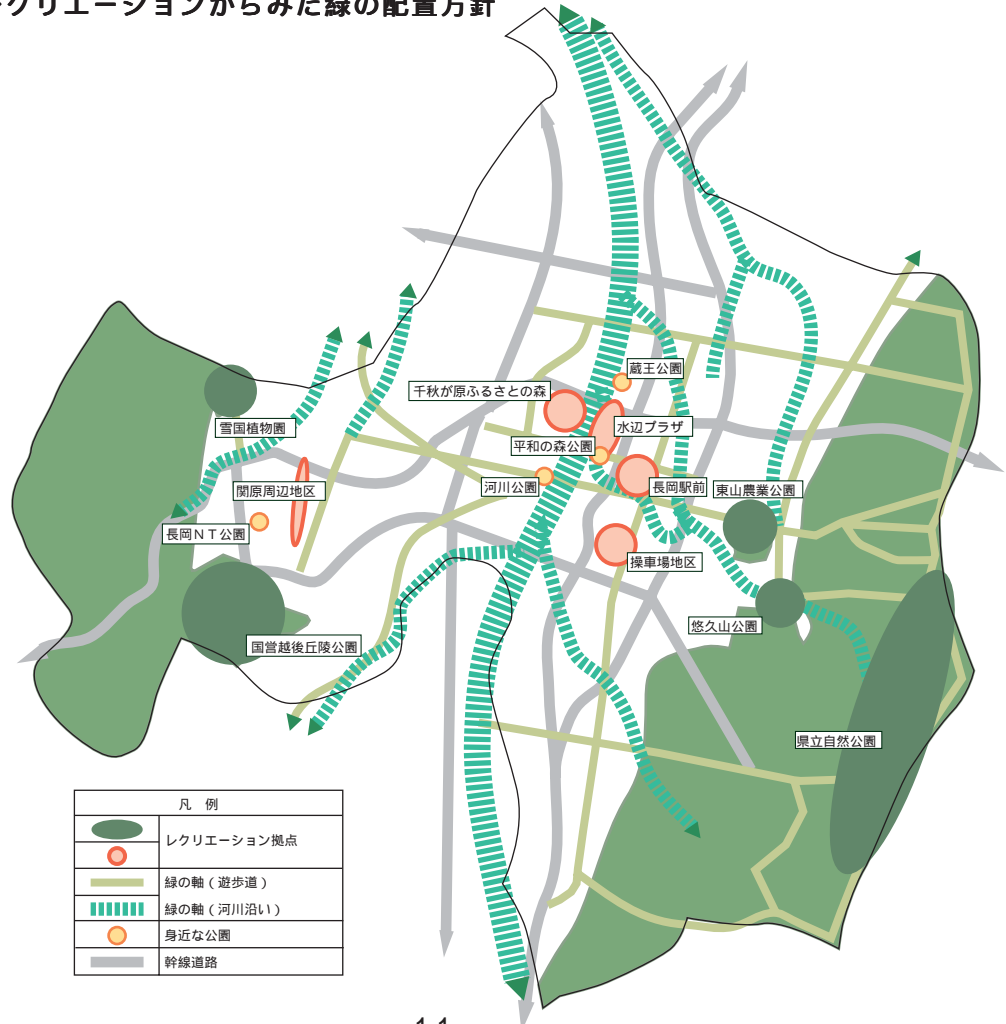 クリエーションからみた緑の配置方針
蔵王公園
千秋が原ふるさとの森
水辺プラザ
雪国植物園
平和の森公園
関原周辺地区
河川公園
長岡駅前
東山農業公園
長岡ＮＴ公園
操車場地区
悠久山公園
国営越後丘陵公園
県立自然公園
凡 例
レクリエーション拠点
緑の軸（遊歩道）
緑の軸（河川沿い）
身近な公園
幹線道路
11